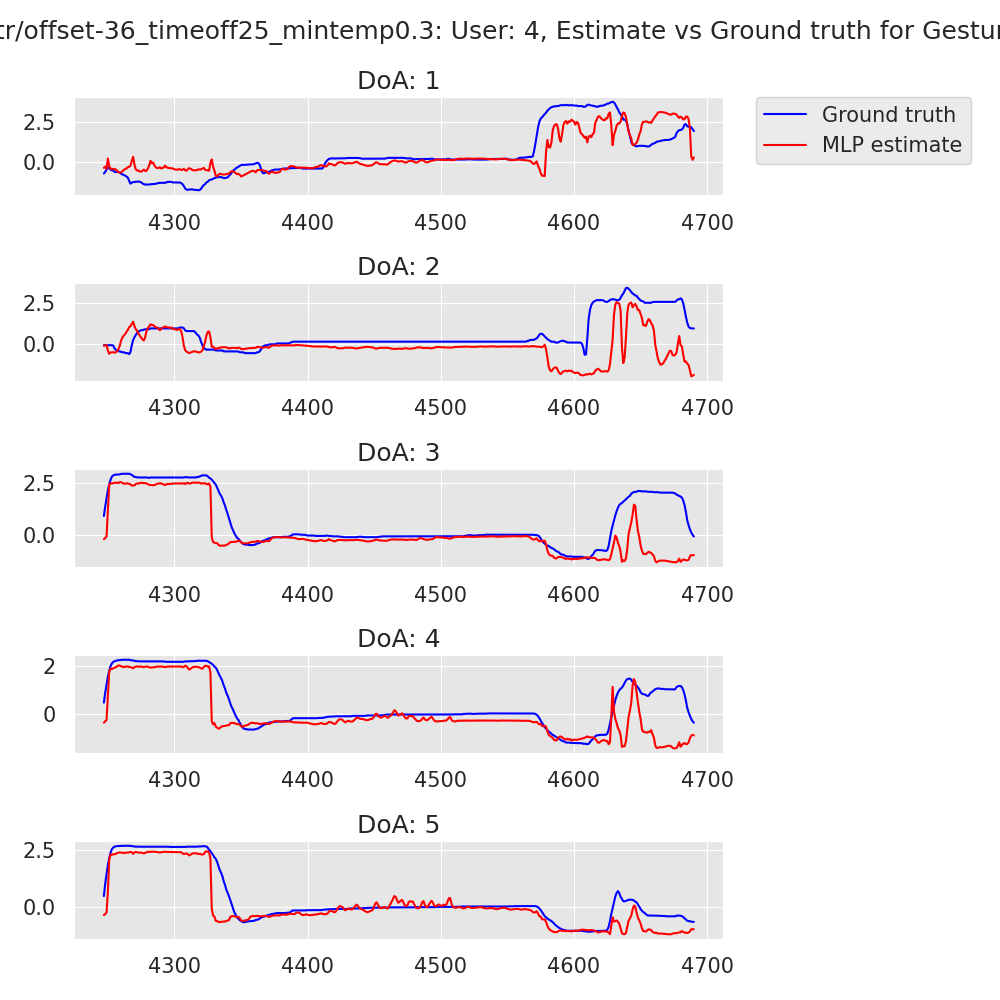 tr/offset-36_timeoff25_mintemp0.3: User: 4, Estimate vs Ground truth for Gestur
DoA: 1
Ground truth
MLP estimate
2.5
0.0
4300 4400 4500 4600 4700
DoA: 2
2.5
0.0
4300 4400 4500 4600 4700
DoA: 3
2.5
0.0
4300 4400 4500 4600 4700
DoA: 4
2
0
4300 4400 4500 4600 4700
DoA: 5
2.5
0.0
4300 4400 4500 4600 4700